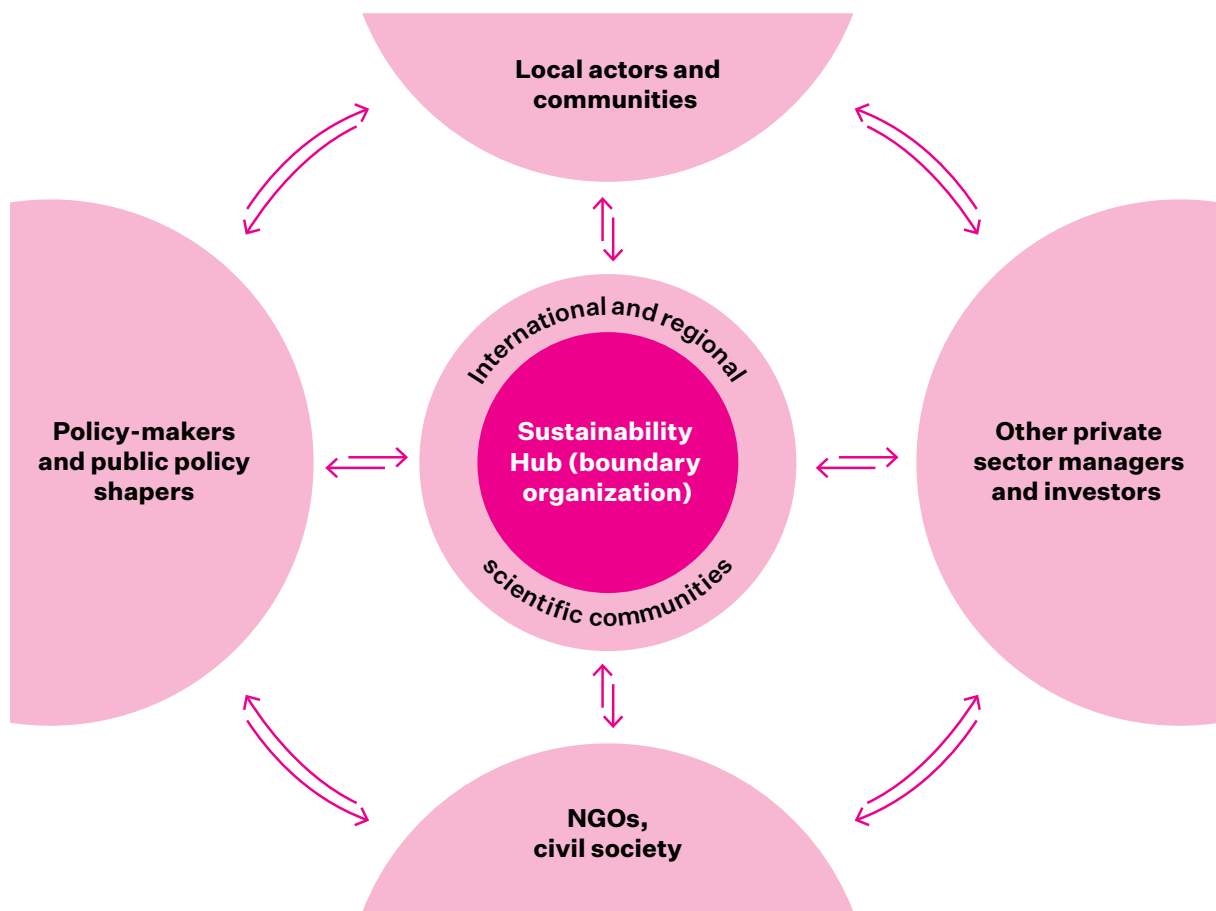 Local actors and
communities
International and regional
Policy-makers
and public policy
shapers
Sustainability
Hub (boundary
organization)
Other private
sector managers
and investors
scientific communities
NGOs,
civil society